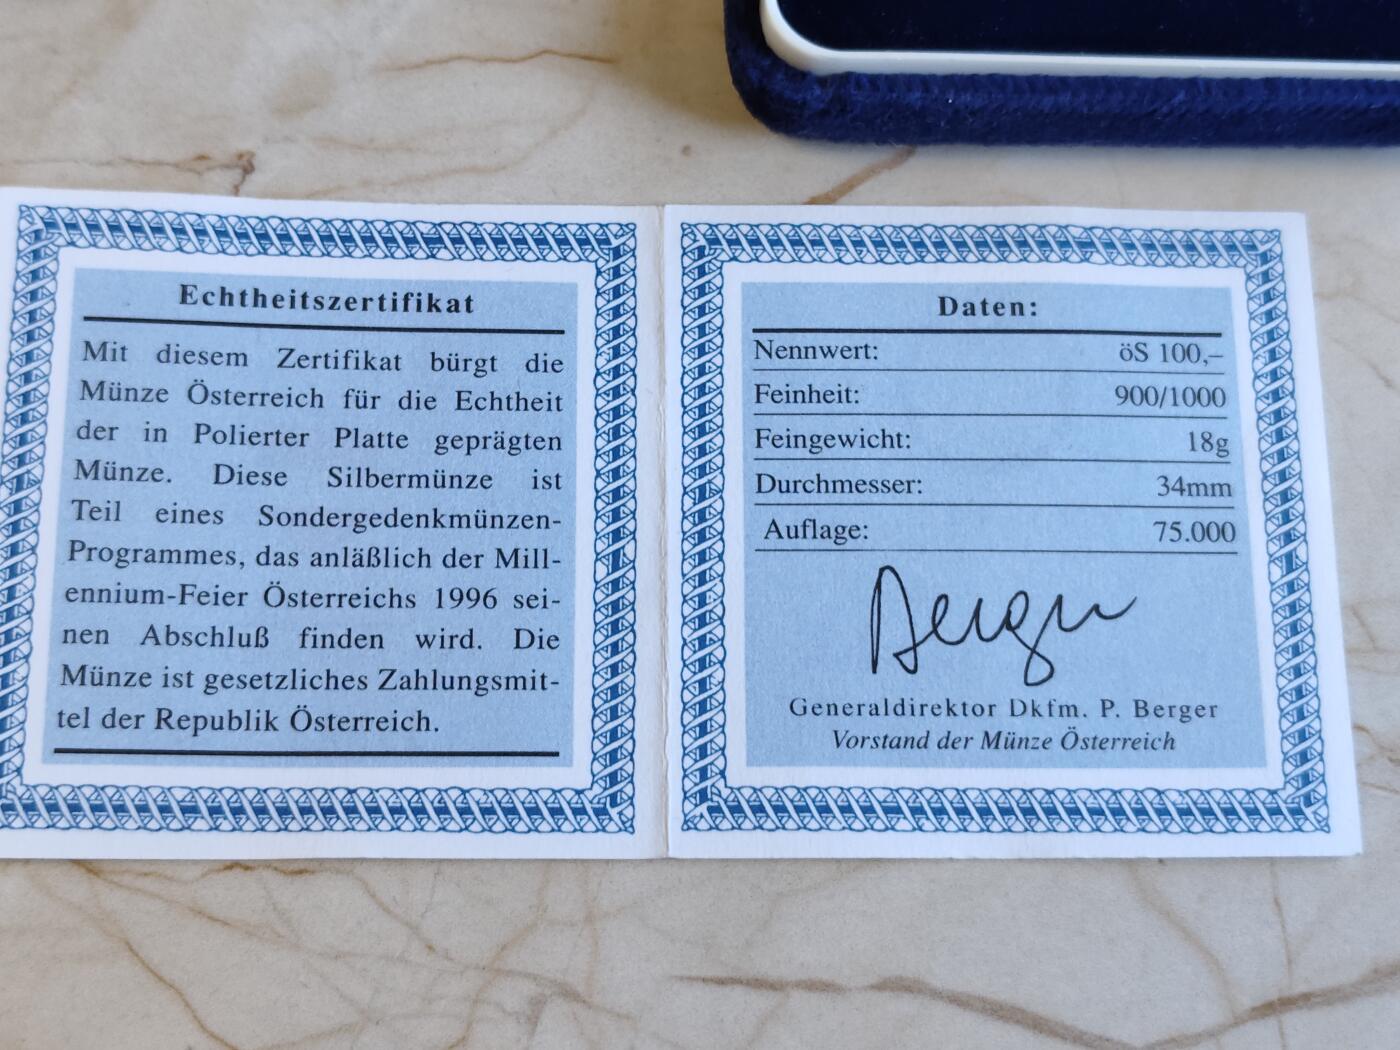 Echtheitszertifikat
Mit diesem Zertifikat bürgt die
Münze Österreich für die Echtheit
der in Polierter Platte geprägten
Münze. Diese Silbermünze ist
Teil eines Sondergedenkmünzen-
Programmes, das anläßlich der Mill-
ennium-Feier Österreichs 1996 sei-
nen Abschluß finden wird. Die
Münze ist gesetzliches Zahlungsmit-
tel der Republik Österreich.
Daten:
Nennwert: öS 100,–
Feinheit: 900/1000
Feingewicht: 18g
Durchmesser: 34mm
Auflage: 75.000
Berger
Generaldirektor Dkfm. P. Berger
Vorstand der Münze Österreich